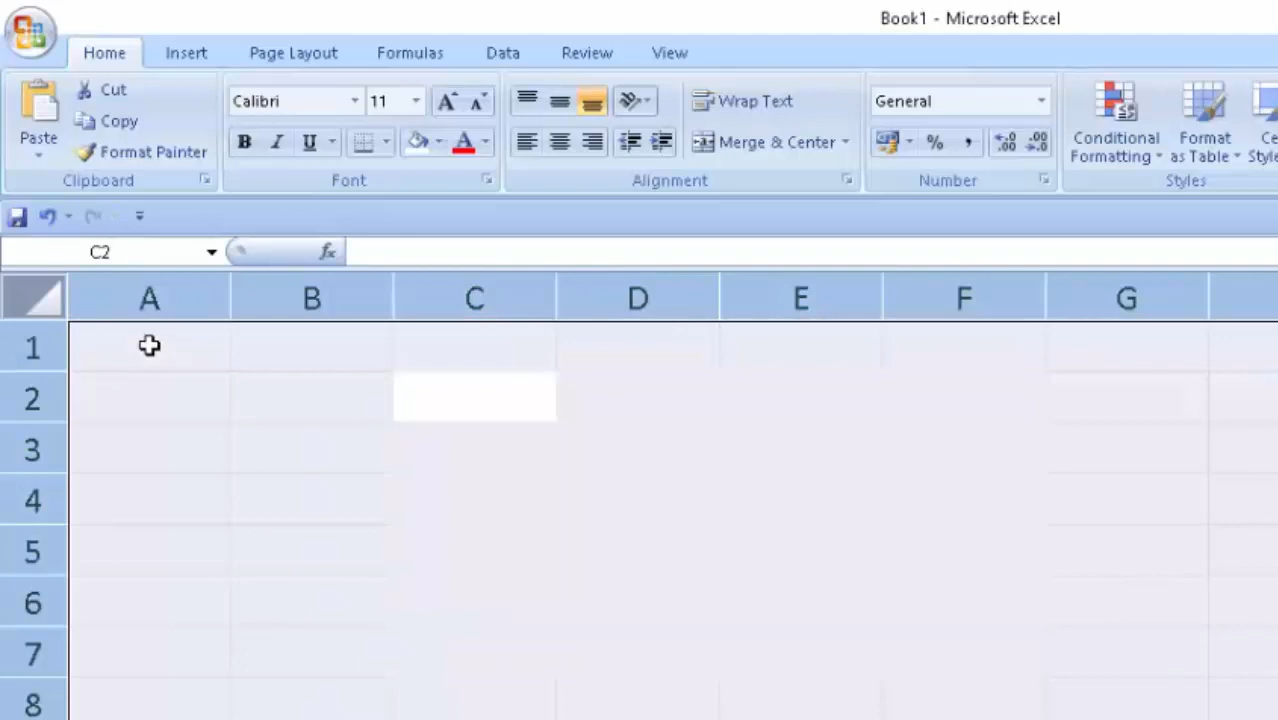 Book1 - Microsoft Excel
Home Insert Page Layout Formulas Data Review View
Paste
Cut
Copy
Format Painter
Clipboard
Calibri 11
B I U A
Font
Wrap Text
Merge & Center
Alignment
General
% ,
Number
Conditional Formatting
Format as Table
Ce
Style
Styles
C2 fx
A B C D E F G
1
2
3
4
5
6
7
8